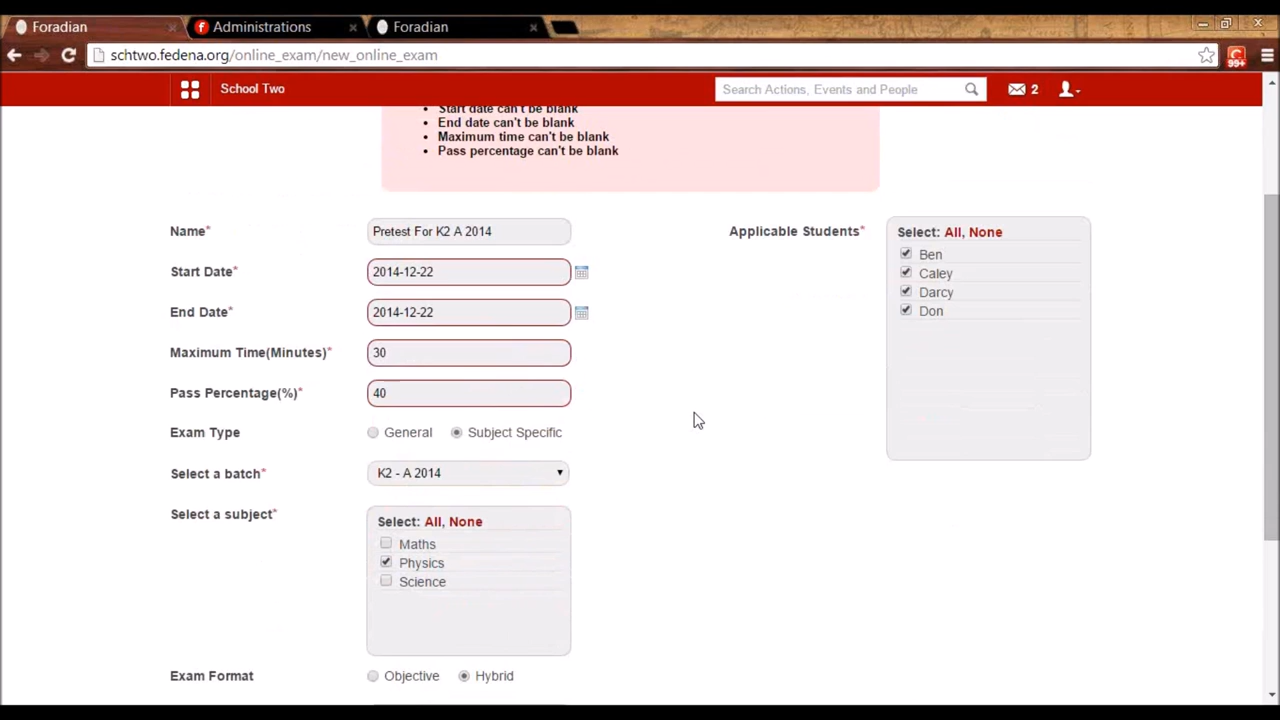 Foradian
Administrations
Foradian
schtwo.fedena.org/online_exam/new_online_exam
99+
School Two
Search Actions, Events and People
2
Start date can't be blank
End date can't be blank
Maximum time can't be blank
Pass percentage can't be blank
Name*
Pretest For K2 A 2014
Applicable Students*
Select: All, None
Ben
Caley
Darcy
Don
Start Date*
2014-12-22
End Date*
2014-12-22
Maximum Time(Minutes)*
30
Pass Percentage(%)*
40
Exam Type
General
Subject Specific
Select a batch*
K2 - A 2014
Select a subject*
Select: All, None
Maths
Physics
Science
Exam Format
Objective
Hybrid